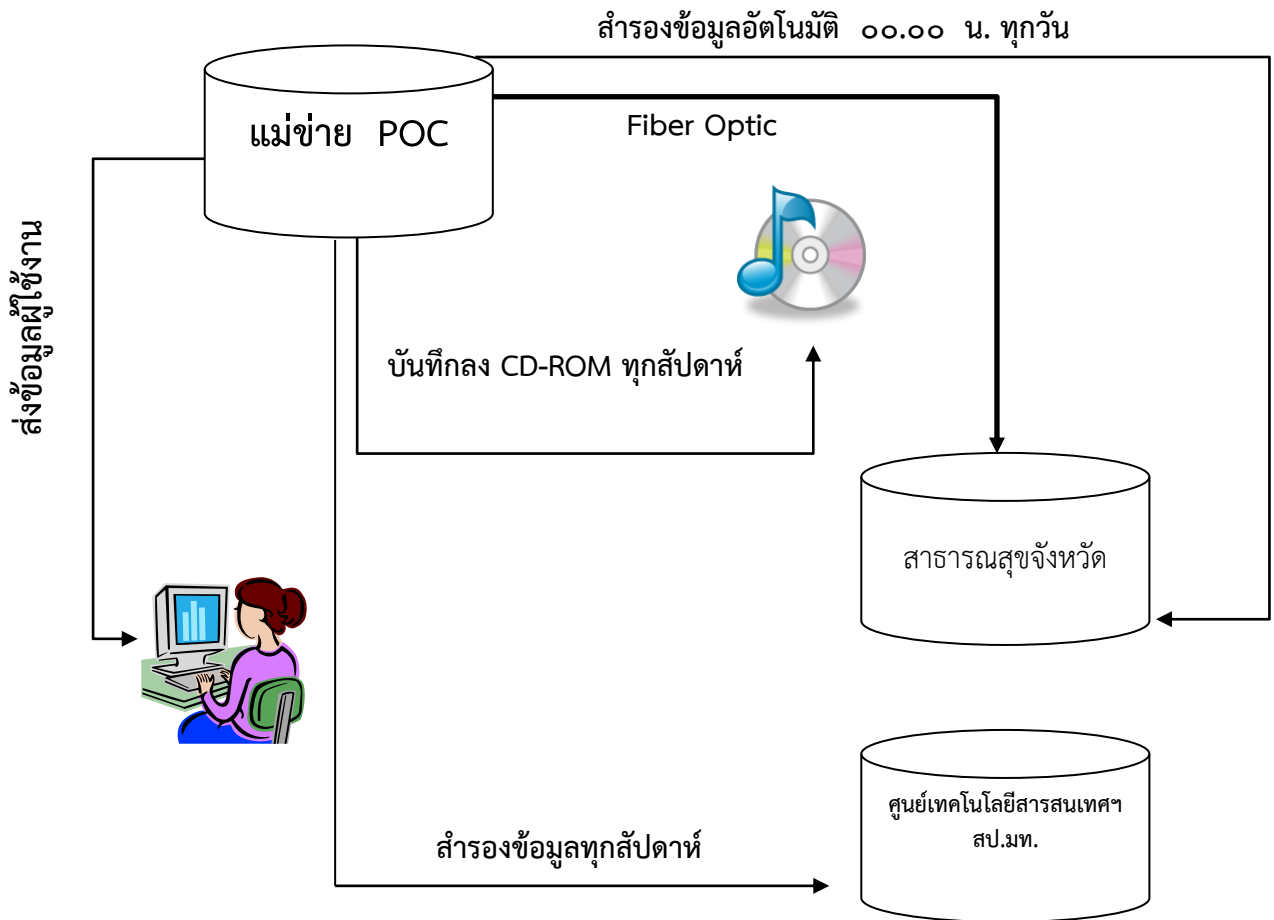 สำรองข้อมูลอัตโนมัติ ๐๐.๐๐ น. ทุกวัน
แม่ข่าย POC
Fiber Optic
ส่งข้อมูลผู้ใช้งาน
บันทึกลง CD-ROM ทุกสัปดาห์
สาธารณสุขจังหวัด
ศูนย์เทคโนโลยีสารสนเทศฯ
สป.มท.
สำรองข้อมูลทุกสัปดาห์